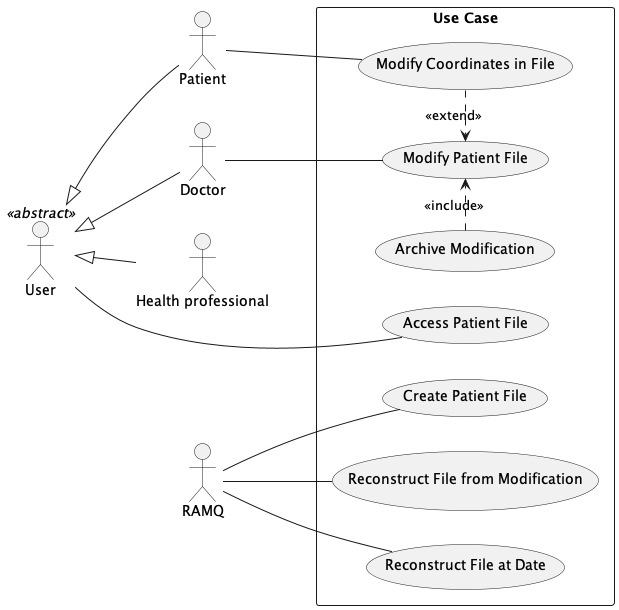 Use Case
Patient
Modify Coordinates in File
«extend»
Doctor
Modify Patient File
«include»
«abstract»
User
Health professional
Archive Modification
Access Patient File
Create Patient File
RAMQ
Reconstruct File from Modification
Reconstruct File at Date